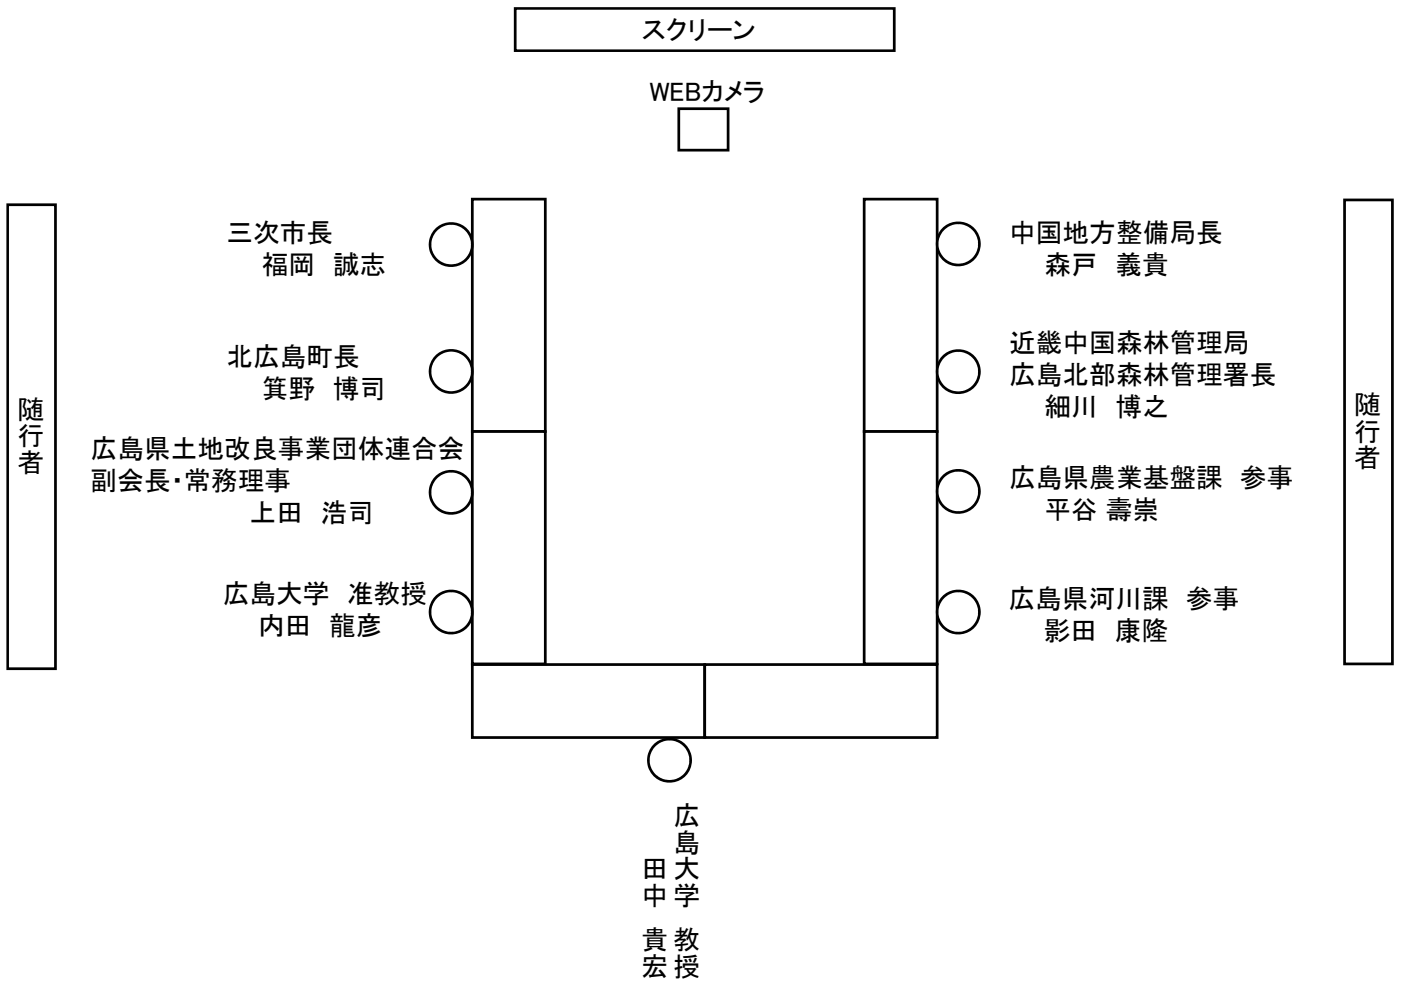 スクリーン
WEBカメラ
随行者
三次市長
福岡　誠志
北広島町長
箕野　博司
広島県土地改良事業団体連合会
副会長・常務理事
上田　浩司
広島大学　准教授
内田　龍彦
中国地方整備局長
森戸　義貴
近畿中国森林管理局
広島北部森林管理署長
細川　博之
広島県農業基盤課　参事
平谷 壽崇
広島県河川課　参事
影田　康隆
随行者
広島大学　教授
田中　貴宏